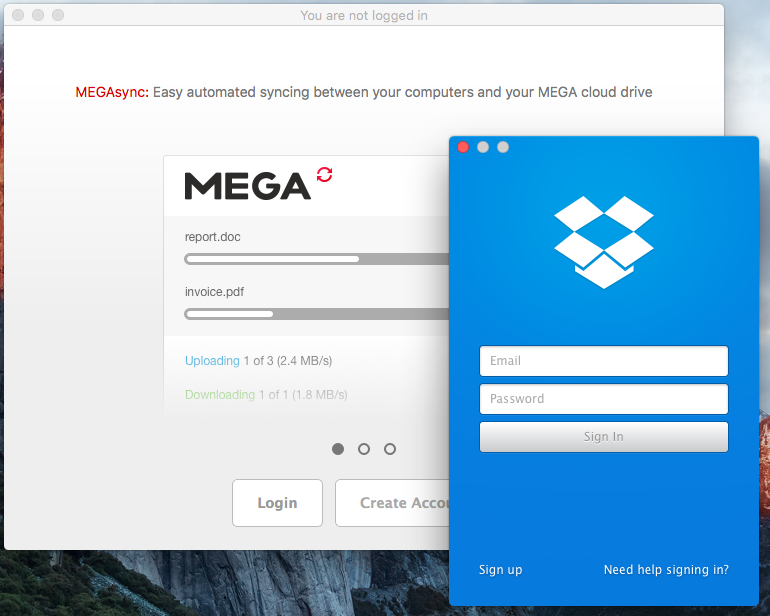 You are not logged in
MEGAsync: Easy automated syncing between your computers and your MEGA cloud drive
MEGA
report.doc
invoice.pdf
Uploading 1 of 3 (2.4 MB/s)
Downloading 1 of 1 (1.8 MB/s)
Login
Create Accou
Email
Password
Sign In
Sign up
Need help signing in?